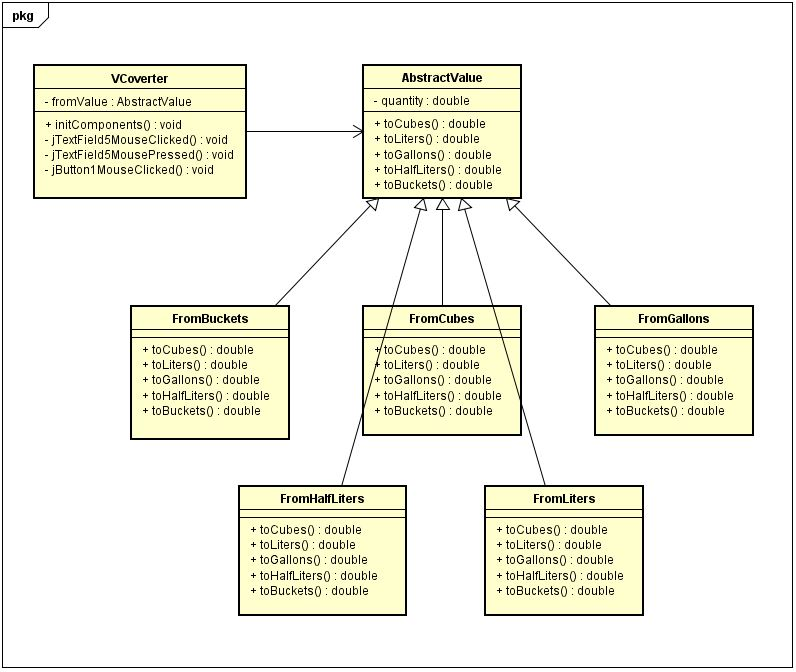 pkg
VCoverter
- fromValue : AbstractValue
+ initComponents() : void
- jTextField5MouseClicked() : void
- jTextField5MousePressed() : void
- jButton1MouseClicked() : void
AbstractValue
- quantity : double
+ toCubes() : double
+ toLiters() : double
+ toGallons() : double
+ toHalfLiters() : double
+ toBuckets() : double
FromBuckets
+ toCubes() : double
+ toLiters() : double
+ toGallons() : double
+ toHalfLiters() : double
+ toBuckets() : double
FromCubes
+ toCubes() : double
+ toLiters() : double
+ toGallons() : double
+ toHalfLiters() : double
+ toBuckets() : double
FromGallons
+ toCubes() : double
+ toLiters() : double
+ toGallons() : double
+ toHalfLiters() : double
+ toBuckets() : double
FromHalfLiters
+ toCubes() : double
+ toLiters() : double
+ toGallons() : double
+ toHalfLiters() : double
+ toBuckets() : double
FromLiters
+ toCubes() : double
+ toLiters() : double
+ toGallons() : double
+ toHalfLiters() : double
+ toBuckets() : double